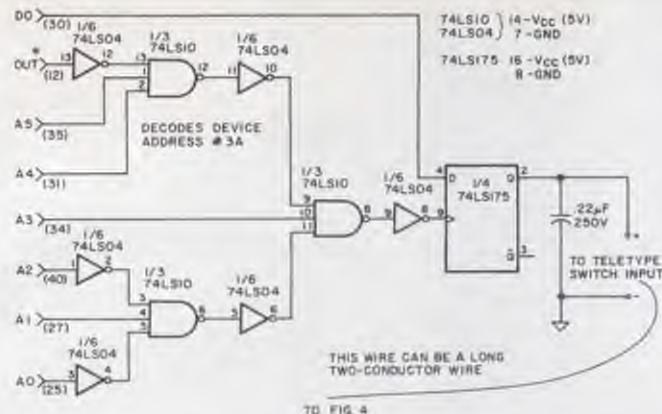 D0
(30)
74LS10 } 14-VCC (5V)
74LS04 } 7-GND
74LS175 16-VCC (5V)
8-GND
1/6
74LS04
1/3
74LS10
1/6
74LS04
OUT*
(12)
13
12
13
1
2
12
11
10
A5
(35)
DECODES DEVICE
ADDRESS #3A
A4
(31)
1/3
74LS10
1/6
74LS04
4
D
Q
2
1/4
74LS175
9
10
11
8
9
8
9
Q
3
.22µF
250V
A3
(34)
1/6
74LS04
A2
(40)
1
2
1/3
74LS10
1/6
74LS04
+
TO TELETYPE
SWITCH INPUT
-
3
4
5
6
5
6
A1
(27)
1/6
74LS04
A0
(25)
3
4
THIS WIRE CAN BE A LONG
TWO-CONDUCTOR WIRE
TO FIG 4